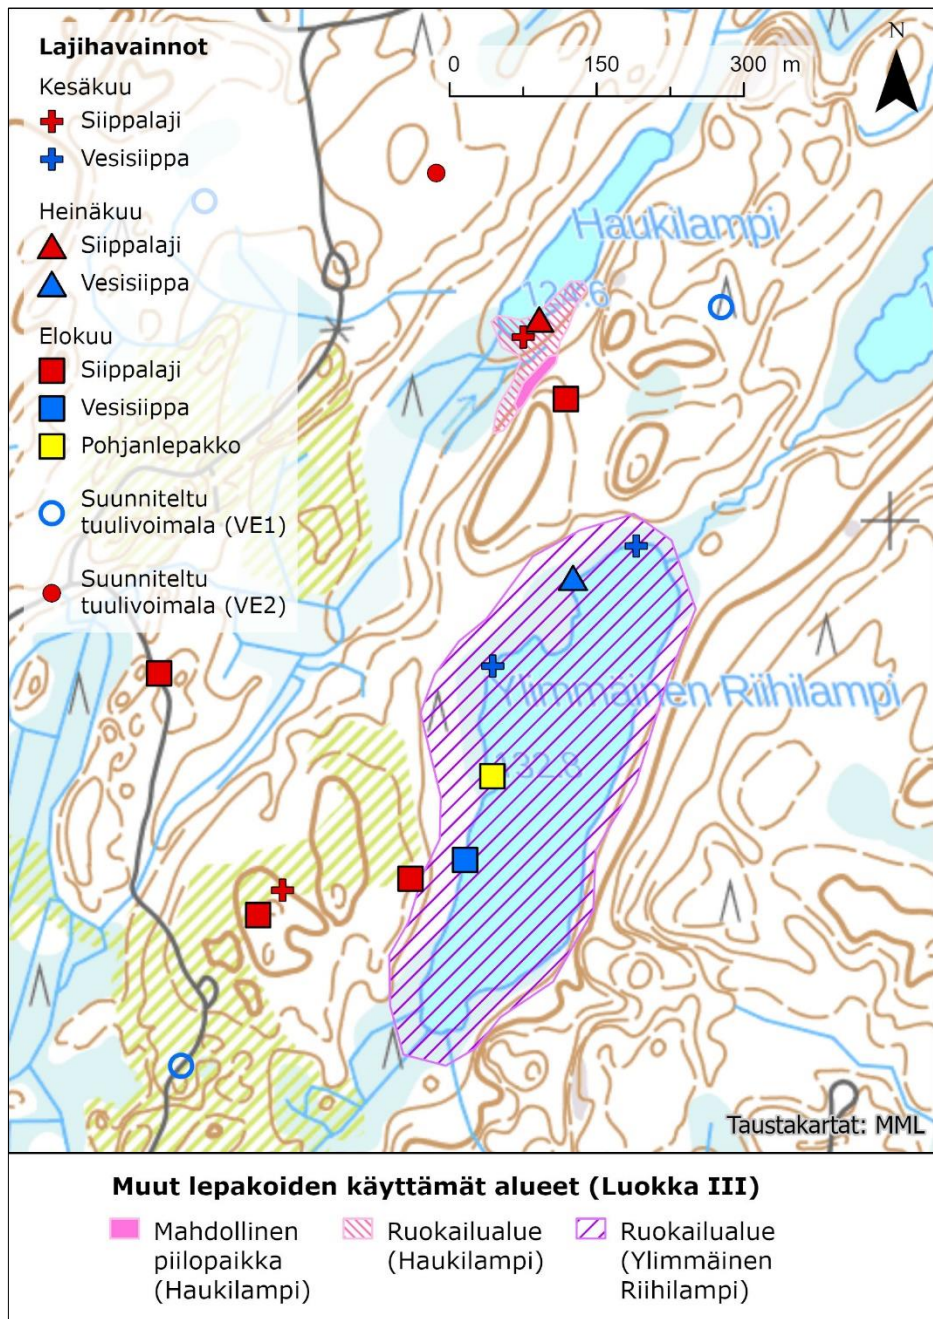 Lajihavainnot
Kesäkuu
Siippalaji
Vesisiippa
Heinäkuu
Siippalaji
Vesisiippa
Elokuu
Siippalaji
Vesisiippa
Pohjanlepakko
Suunniteltu
tuulivoimala (VE1)
Suunniteltu
tuulivoimala (VE2)
0 150 300 m
N
Haukilampi
Ylimmäinen Riihilampi
132.8
Taustakartat: MML
Muut lepakoiden käyttämät alueet (Luokka III)
Mahdollinen
piilopaikka
(Haukilampi)
Ruokailualue
(Haukilampi)
Ruokailualue
(Ylimmäinen
Riihilampi)